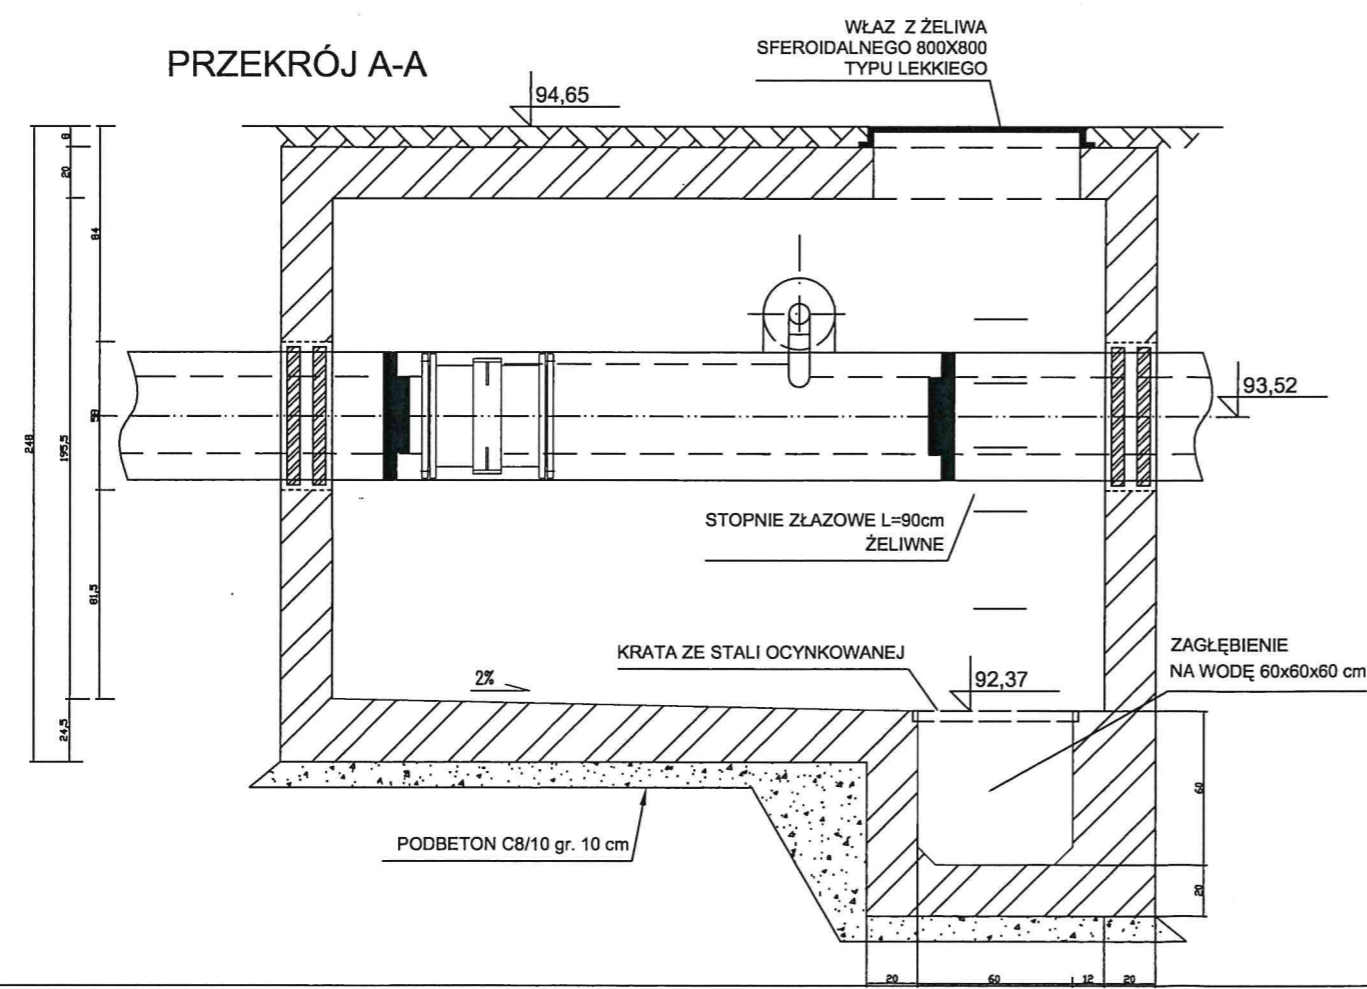 PRZEKRÓJ A-A
WŁAZ Z ŻELIWA
SFEROIDALNEGO 800X800
TYPU LEKKIEGO
94,65
8
20
84
93,52
58
195,5
248
STOPNIE ZŁAZOWE L=90cm
ŻELIWNE
81,5
KRATA ZE STALI OCYNKOWANEJ
ZAGŁĘBIENIE
NA WODĘ 60x60x60 cm
2%
92,37
24,5
60
PODBETON C8/10 gr. 10 cm
20
20
60
12
20